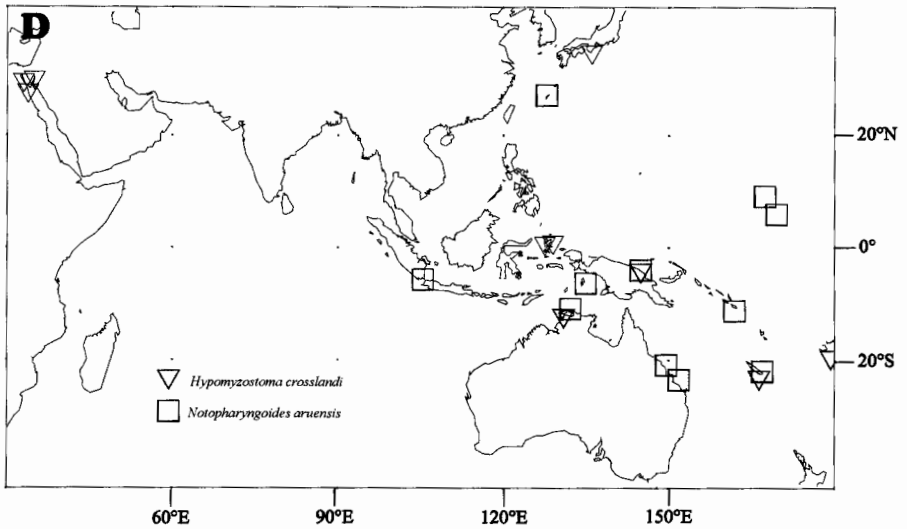 D
20°N
0°
20°S
Hypomyzostoma crosslandi
Notopharyngoides aruensis
60°E 90°E 120°E 150°E